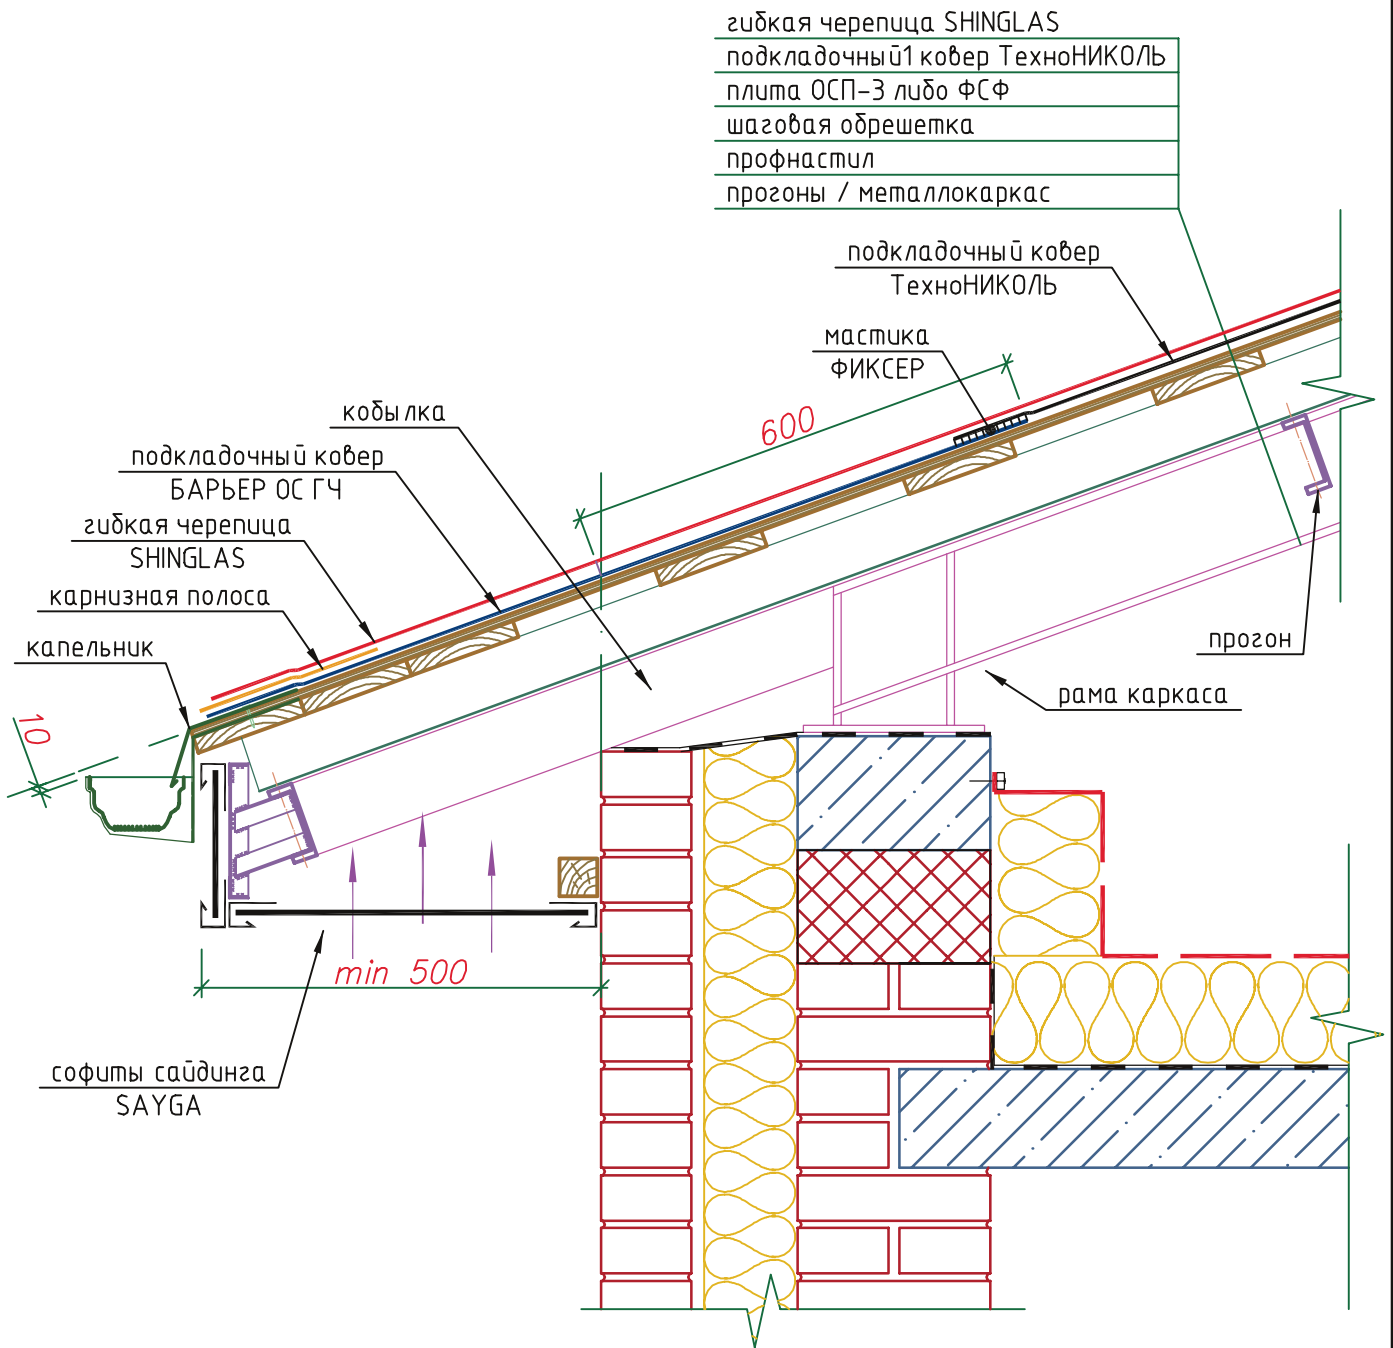 гибкая черепица SHINGLAS
подкладочный1 ковер ТехноНИКОЛЬ
плита ОСП-3 либо ФСФ
шаговая обрешетка
профнастил
прогоны / металлокаркас
подкладочный ковер
ТехноНИКОЛЬ
мастика
ФИКСЕР
600
кобылка
подкладочный ковер
БАРЬЕР ОС ГЧ
гибкая черепица
SHINGLAS
карнизная полоса
капельник
10
прогон
рама каркаса
min 500
софиты сайдинга
SAYGA